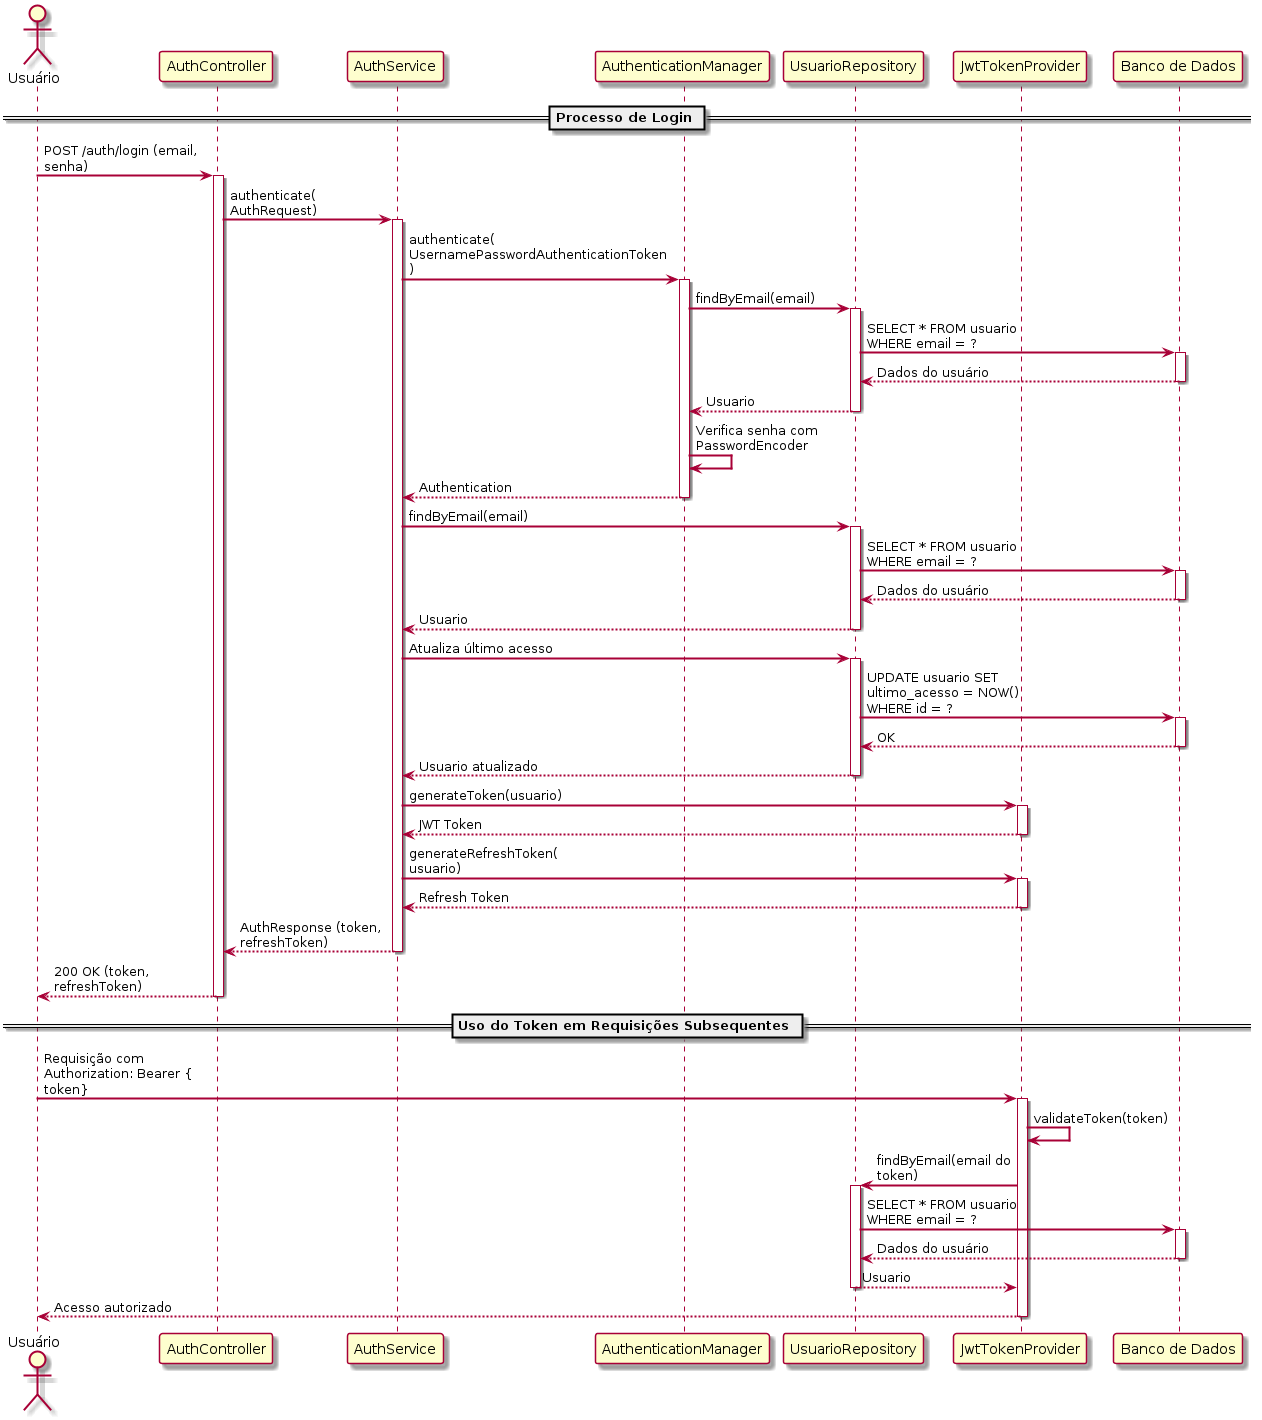 Usuário
AuthController
AuthService
AuthenticationManager
UsuarioRepository
JwtTokenProvider
Banco de Dados
Processo de Login
POST /auth/login (email,
senha)
authenticate(
AuthRequest)
authenticate(
UsernamePasswordAuthenticationToken
)
findByEmail(email)
SELECT * FROM usuario
WHERE email = ?
Dados do usuário
Usuario
Verifica senha com
PasswordEncoder
Authentication
findByEmail(email)
SELECT * FROM usuario
WHERE email = ?
Dados do usuário
Usuario
Atualiza último acesso
UPDATE usuario SET
ultimo_acesso = NOW()
WHERE id = ?
OK
Usuario atualizado
generateToken(usuario)
JWT Token
generateRefreshToken(
usuario)
Refresh Token
AuthResponse (token,
refreshToken)
200 OK (token,
refreshToken)
Uso do Token em Requisições Subsequentes
Requisição com
Authorization: Bearer {
token}
validateToken(token)
findByEmail(email do
token)
SELECT * FROM usuario
WHERE email = ?
Dados do usuário
Usuario
Acesso autorizado
Usuário
AuthController
AuthService
AuthenticationManager
UsuarioRepository
JwtTokenProvider
Banco de Dados